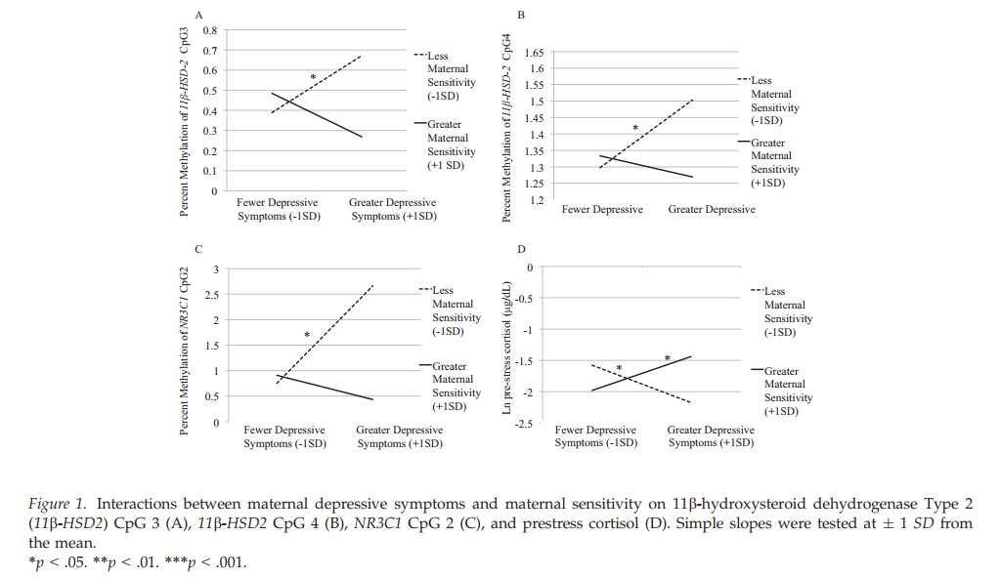 A
Percent Methylation of 11β-HSD-2 CpG3
0.8
0.7
0.6
0.5
0.4
0.3
0.2
0.1
0
*
Fewer Depressive
Symptoms (-1SD)
Greater Depressive
Symptoms (+1SD)
Less
Maternal
Sensitivity
(-1SD)
Greater
Maternal
Sensitivity
(+1 SD)
B
Percent Methylation of 11β-HSD-2 CpG4
1.65
1.6
1.55
1.5
1.45
1.4
1.35
1.3
1.25
1.2
*
Fewer Depressive
Greater Depressive
Less
Maternal
Sensitivity
(-1SD)
Greater
Maternal
Sensitivity
(+1SD)
C
Percent Methylation of NR3C1 CpG2
3
2.5
2
1.5
1
0.5
0
*
Fewer Depressive
Symptoms (-1SD)
Greater Depressive
Symptoms (+1SD)
Less
Maternal
Sensitivity
(-1SD)
Greater
Maternal
Sensitivity
(+1SD)
D
Ln pre-stress cortisol (μg/dL)
0
-0.5
-1
-1.5
-2
-2.5
*
*
Fewer Depressive
Symptoms (-1SD)
Greater Depressive
Symptoms (+1SD)
Less
Maternal
Sensitivity
(-1SD)
Greater
Maternal
Sensitivity
(+1SD)
Figure 1. Interactions between maternal depressive symptoms and maternal sensitivity on 11β-hydroxysteroid dehydrogenase Type 2
(11β-HSD2) CpG 3 (A), 11β-HSD2 CpG 4 (B), NR3C1 CpG 2 (C), and prestress cortisol (D). Simple slopes were tested at ± 1 SD from
the mean.
*p < .05. **p < .01. ***p < .001.